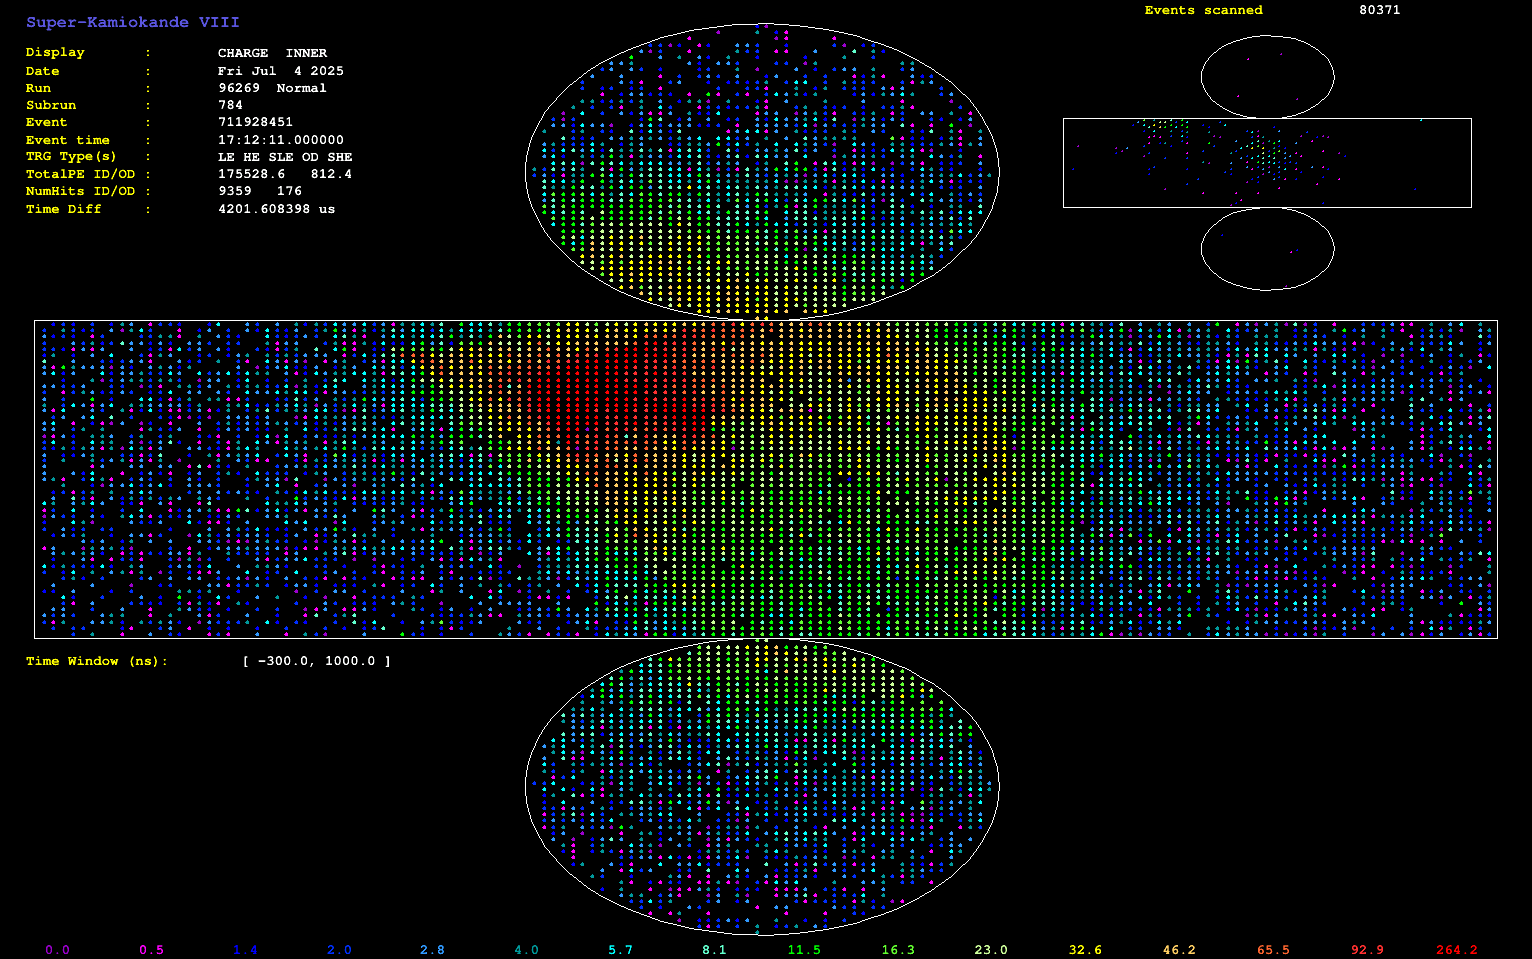 Super-Kamiokande VIII
Events scanned 80371
Display : CHARGE INNER
Date : Fri Jul 4 2025
Run : 96269 Normal
Subrun : 784
Event : 711928451
Event time : 17:12:11.000000
TRG Type(s) : LE HE SLE OD SHE
TotalPE ID/OD : 175528.6 812.4
NumHits ID/OD : 9359 176
Time Diff : 4201.608398 us
Time Window (ns): [ -300.0, 1000.0 ]
0.0 0.5 1.4 2.0 2.8 4.0 5.7 8.1 11.5 16.3 23.0 32.6 46.2 65.5 92.9 264.2